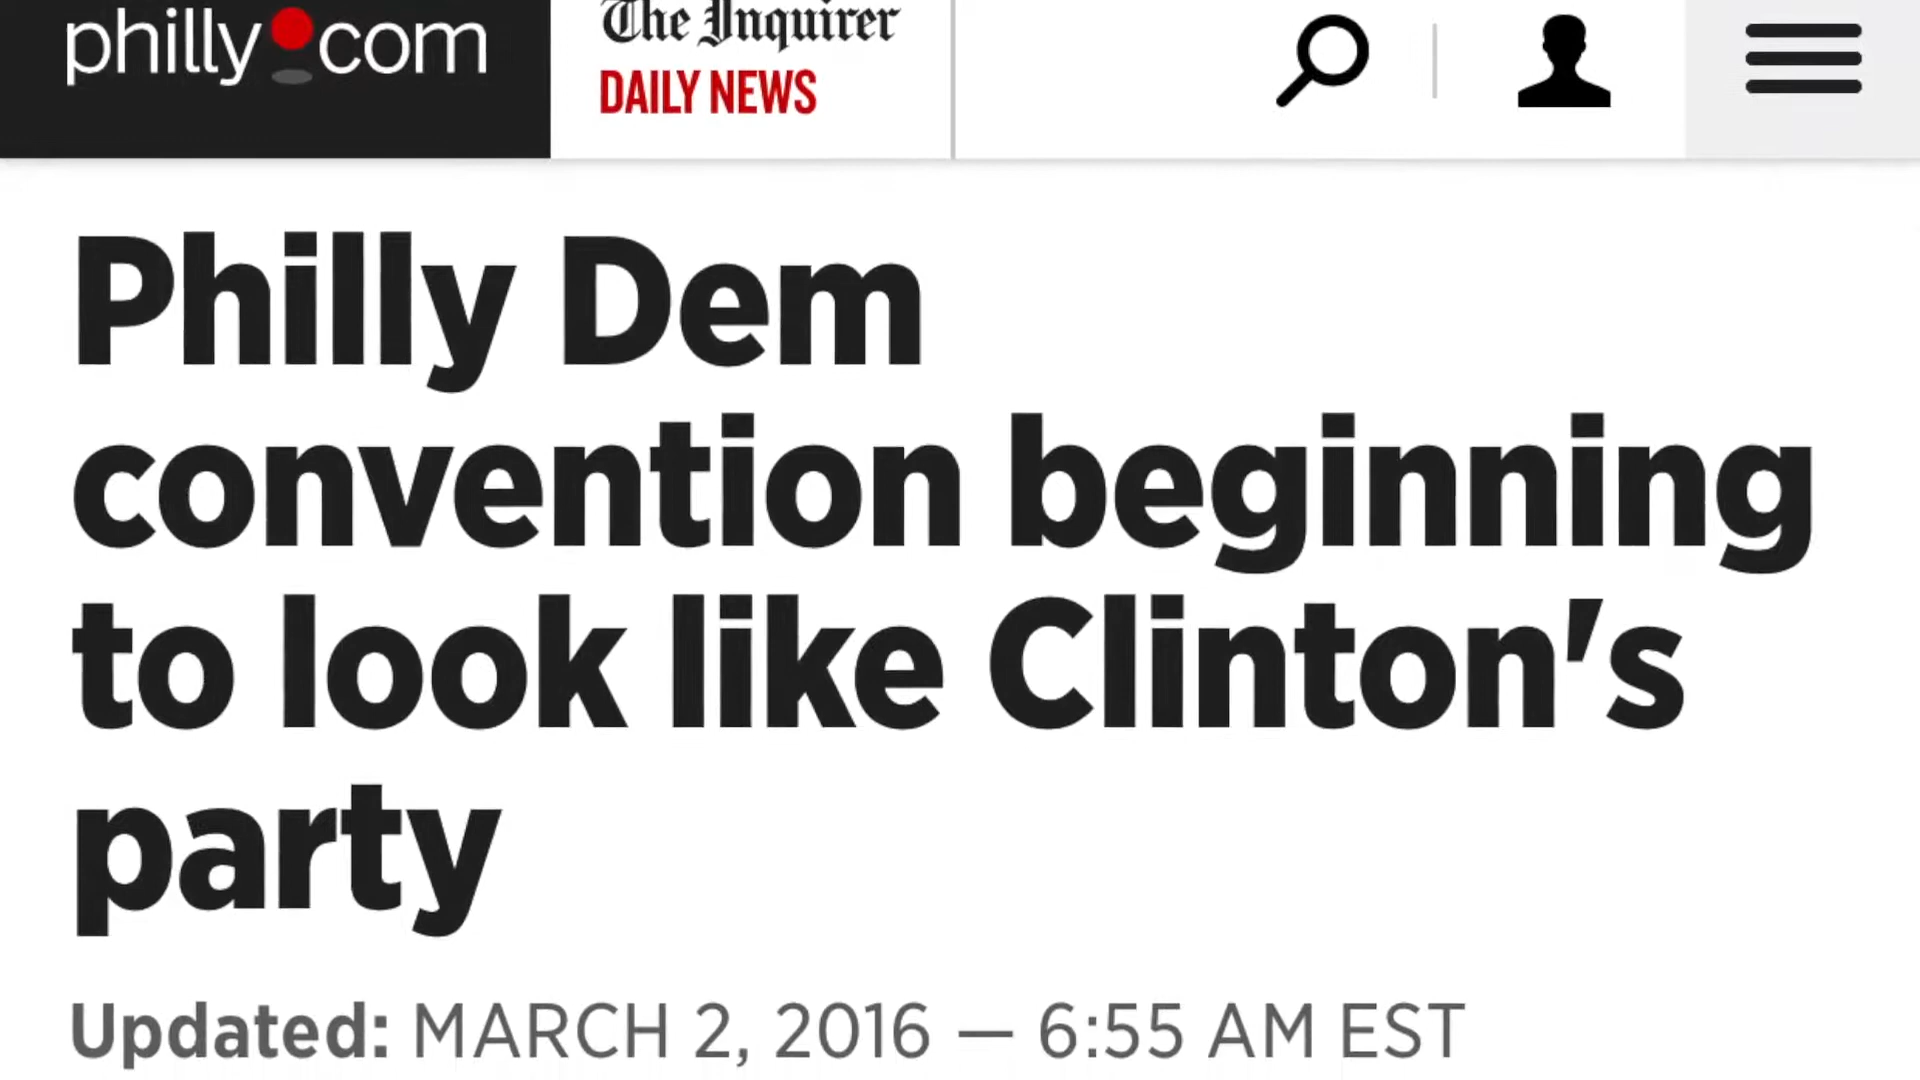 philly.com
The Inquirer
DAILY NEWS
Philly Dem
convention beginning
to look like Clinton's
party
Updated: MARCH 2, 2016 — 6:55 AM EST